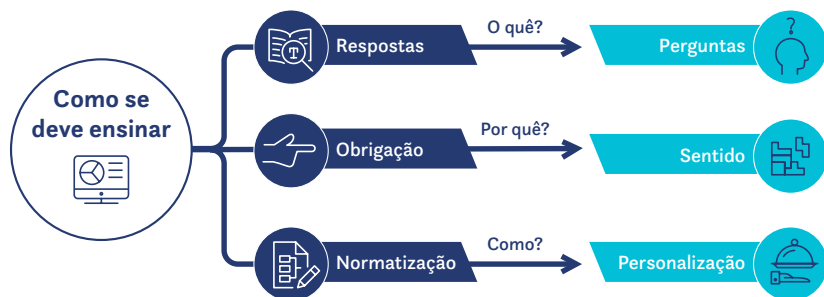 Como se
deve ensinar
T
Respostas
O quê?
Perguntas
?
Obrigação
Por quê?
Sentido
Normatização
Como?
Personalização